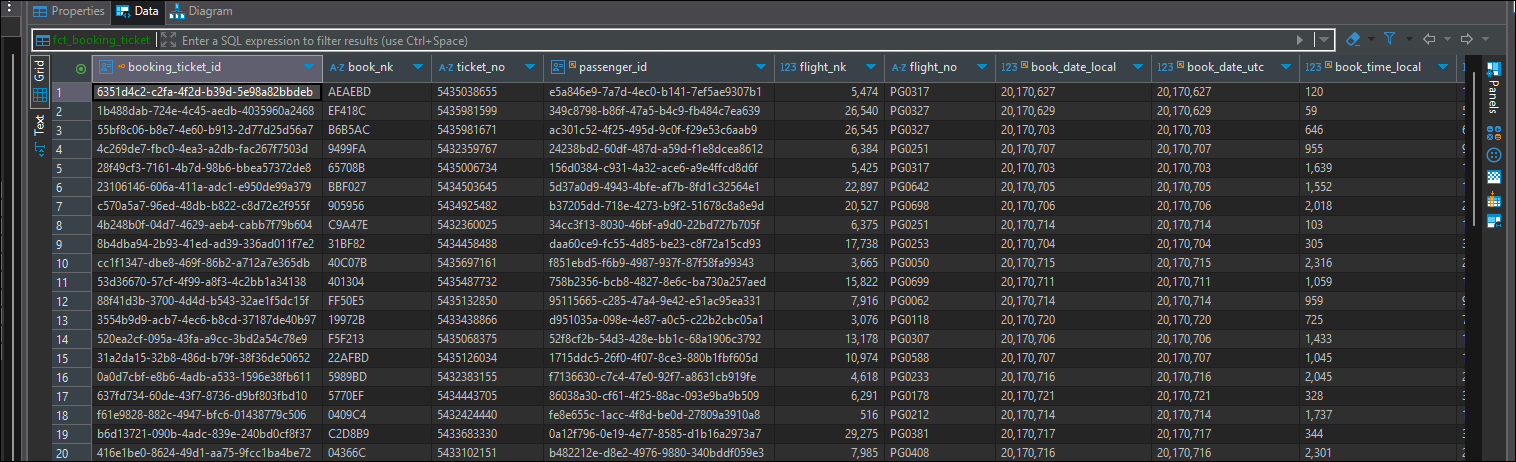 Properties Data Diagram
fct_booking_ticket Enter a SQL expression to filter results (use Ctrl+Space)
Grid
Text
Panels
booking_ticket_id A-Z book_nk A-Z ticket_no passenger_id 123 flight_nk A-Z flight_no 123 book_date_local 123 book_date_utc 123 book_time_local
1 6351d4c2-c2fa-4f2d-b39d-5e98a82bbdeb AEAEBD 5435038655 e5a846e9-7a7d-4ec0-b141-7ef5ae9307b1 5,474 PG0317 20,170,627 20,170,627 120
2 1b488dab-724e-4c45-aedb-4035960a2468 EF418C 5435981599 349c8798-b86f-47a5-b4c9-fb484c7ea639 26,540 PG0327 20,170,629 20,170,629 59
3 55bf8c06-b8e7-4e60-b913-2d77d25d56a7 B6B5AC 5435981671 ac301c52-4f25-495d-9c0f-f29e53c6aab9 26,545 PG0327 20,170,703 20,170,703 646
4 4c269de7-fbc0-4ea3-a2db-fac267f7503d 9499FA 5432359767 24238bd2-60df-487d-a59d-f1e8dcea8612 6,384 PG0251 20,170,707 20,170,707 955
5 28f49cf3-7161-4b7d-98b6-bbea57372de8 65708B 5435006734 156d0384-c931-4a32-ace6-a9e4ffcd8d6f 5,425 PG0317 20,170,703 20,170,703 1,639
6 23106146-606a-411a-adc1-e950de99a379 BBF027 5434503645 5d37a0d9-4943-4bfe-af7b-8fd1c32564e1 22,897 PG0642 20,170,705 20,170,705 1,552
7 c570a5a7-96ed-48db-b822-c8d72e2f955f 905956 5434925482 b37205dd-718e-4273-b9f2-51678c8a8e9d 20,527 PG0698 20,170,706 20,170,706 2,018
8 4b248b0f-04d7-4629-aeb4-cabb7f79b604 C9A47E 5432360025 34cc3f13-8030-46bf-a9d0-22bd727b705f 6,375 PG0251 20,170,714 20,170,714 103
9 8b4dba94-2b93-41ed-ad39-336ad011f7e2 31BF82 5434458488 daa60ce9-fc55-4d85-be23-c8f72a15cd93 17,738 PG0253 20,170,704 20,170,704 305
10 cc1f1347-dbe8-469f-86b2-a712a7e365db 40C07B 5435697161 f851ebd5-f6b9-4987-937f-87f58fa99343 3,665 PG0050 20,170,715 20,170,715 2,316
11 53d36670-57cf-4f99-a8f3-4c2bb1a34138 401304 5435487732 758b2356-bcb8-4827-8e6c-ba730a257aed 15,822 PG0699 20,170,711 20,170,711 1,059
12 88f41d3b-3700-4d4d-b543-32ae1f5dc15f FF50E5 5435132850 95115665-c285-47a4-9e42-e51ac95ea331 7,916 PG0062 20,170,714 20,170,714 959
13 3554b9d9-acb7-4ec6-b8cd-37187de40b97 19972B 5433438866 d951035a-098e-4e87-a0c5-c22b2cbc05a1 3,076 PG0118 20,170,720 20,170,720 725
14 520ea2cf-095a-43fa-a9cc-3bd2a54c78e9 F5F213 5435068375 52f8cf2b-54d3-428e-bb1c-68a1906c3792 13,178 PG0307 20,170,706 20,170,706 1,433
15 31a2da15-32b8-486d-b79f-38f36de50652 22AFBD 5435126034 1715ddc5-26f0-4f07-8ce3-880b1fbf605d 10,974 PG0588 20,170,707 20,170,707 1,045
16 0a0d7cbf-e8b6-4adb-a533-1596e38fb611 5989BD 5432383155 f7136630-c7c4-47e0-92f7-a8631cb919fe 4,618 PG0233 20,170,716 20,170,716 2,045
17 637fd734-60de-43f7-8736-d9bf803fbd10 5770EF 5434443705 86038a30-cf61-4f25-88ac-093e9ba9b509 6,291 PG0178 20,170,721 20,170,721 328
18 f61e9828-882c-4947-bfc6-01438779c506 0409C4 5432424440 fe8e655c-1acc-4f8d-be0d-27809a3910a8 516 PG0212 20,170,714 20,170,714 1,737
19 b6d13721-090b-4adc-839e-240bd0cf8f37 C2D8B9 5433683330 0a12f796-0e19-4e77-8585-d1b16a2973a7 29,275 PG0381 20,170,717 20,170,717 344
20 416e1be0-8624-49d1-aa75-9fcc1ba4be72 04366C 5433102151 b482212e-d8e2-4976-9880-340bddf059e3 7,985 PG0408 20,170,716 20,170,716 2,301